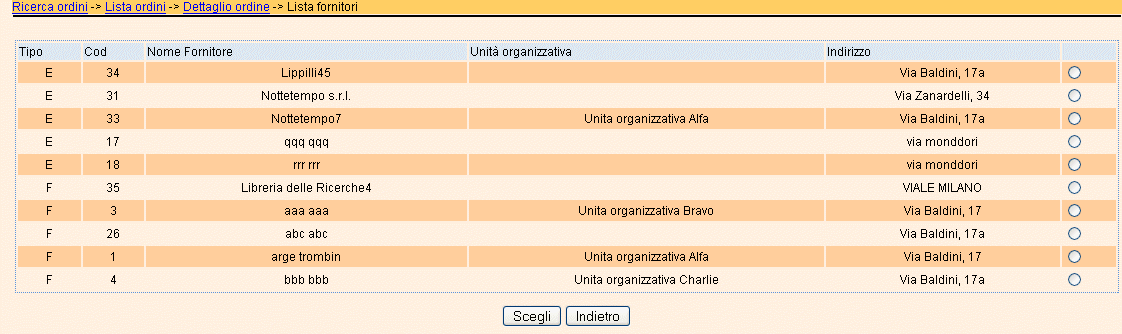 Ricerca ordini -> Lista ordini -> Dettaglio ordine -> Lista fornitori
Tipo Cod Nome Fornitore Unità organizzativa Indirizzo
E 34 Lippilli45 Via Baldini, 17a
E 31 Nottetempo s.r.l. Via Zanardelli, 34
E 33 Nottetempo7 Unita organizzativa Alfa Via Baldini, 17a
E 17 qqq qqq via monddori
E 18 rrr rrr via monddori
F 35 Libreria delle Ricerche4 VIALE MILANO
F 3 aaa aaa Unita organizzativa Bravo Via Baldini, 17
F 26 abc abc Via Baldini, 17a
F 1 arge trombin Unita organizzativa Alfa Via Baldini, 17
F 4 bbb bbb Unita organizzativa Charlie Via Baldini, 17a
Scegli Indietro